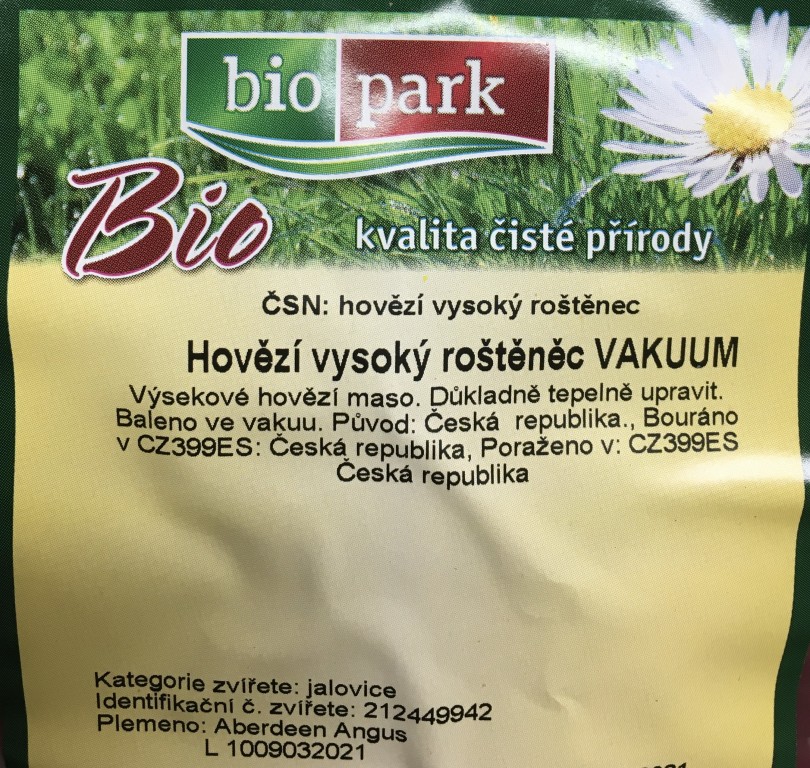 bio park
Bio
kvalita čisté přírody
ČSN: hovězí vysoký roštěnec
Hovězí vysoký roštěněc VAKUUM
Výsekové hovězí maso. Důkladně tepelně upravit.
Baleno ve vakuu. Původ: Česká republika., Bouráno
v CZ399ES: Česká republika, Poraženo v: CZ399ES
Česká republika
Kategorie zvířete: jalovice
Identifikační č. zvířete: 212449942
Plemeno: Aberdeen Angus
L 1009032021